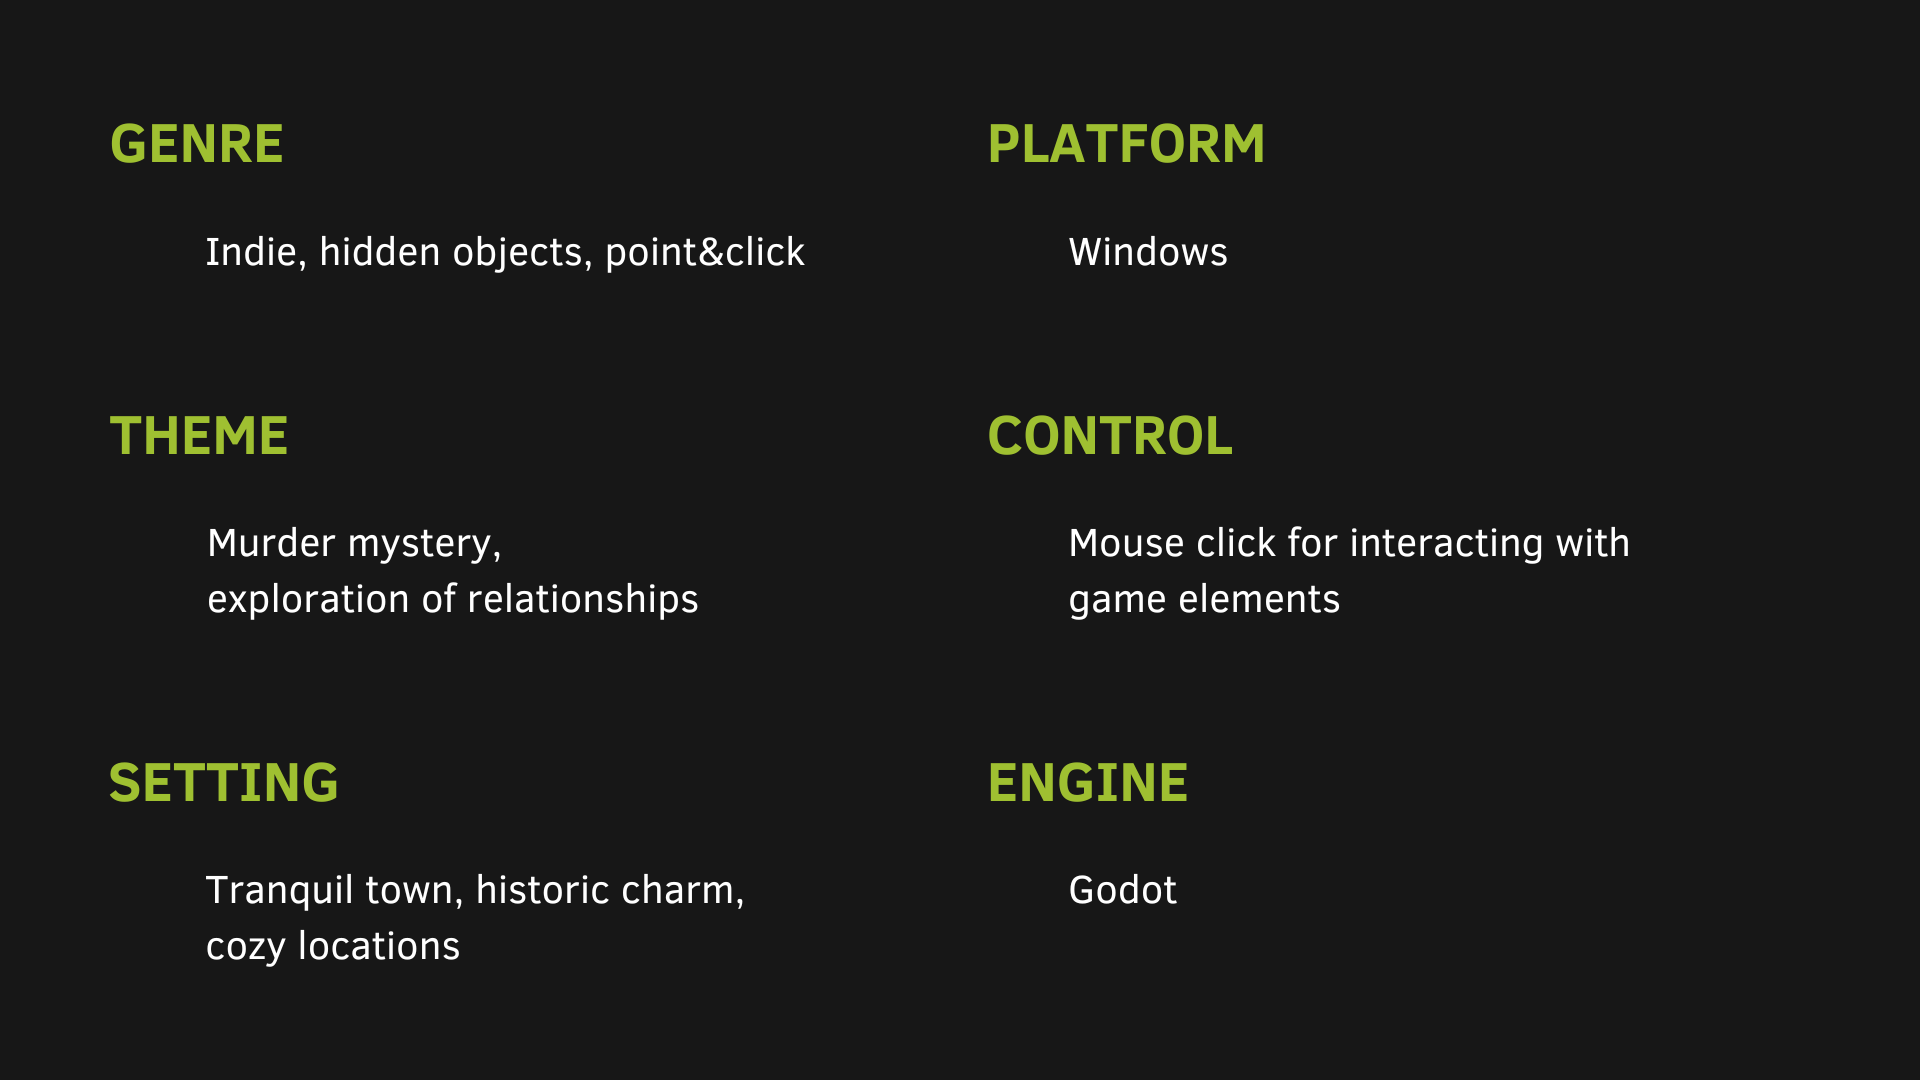 GENRE
Indie, hidden objects, point&click
THEME
Murder mystery,
exploration of relationships
SETTING
Tranquil town, historic charm,
cozy locations
PLATFORM
Windows
CONTROL
Mouse click for interacting with
game elements
ENGINE
Godot